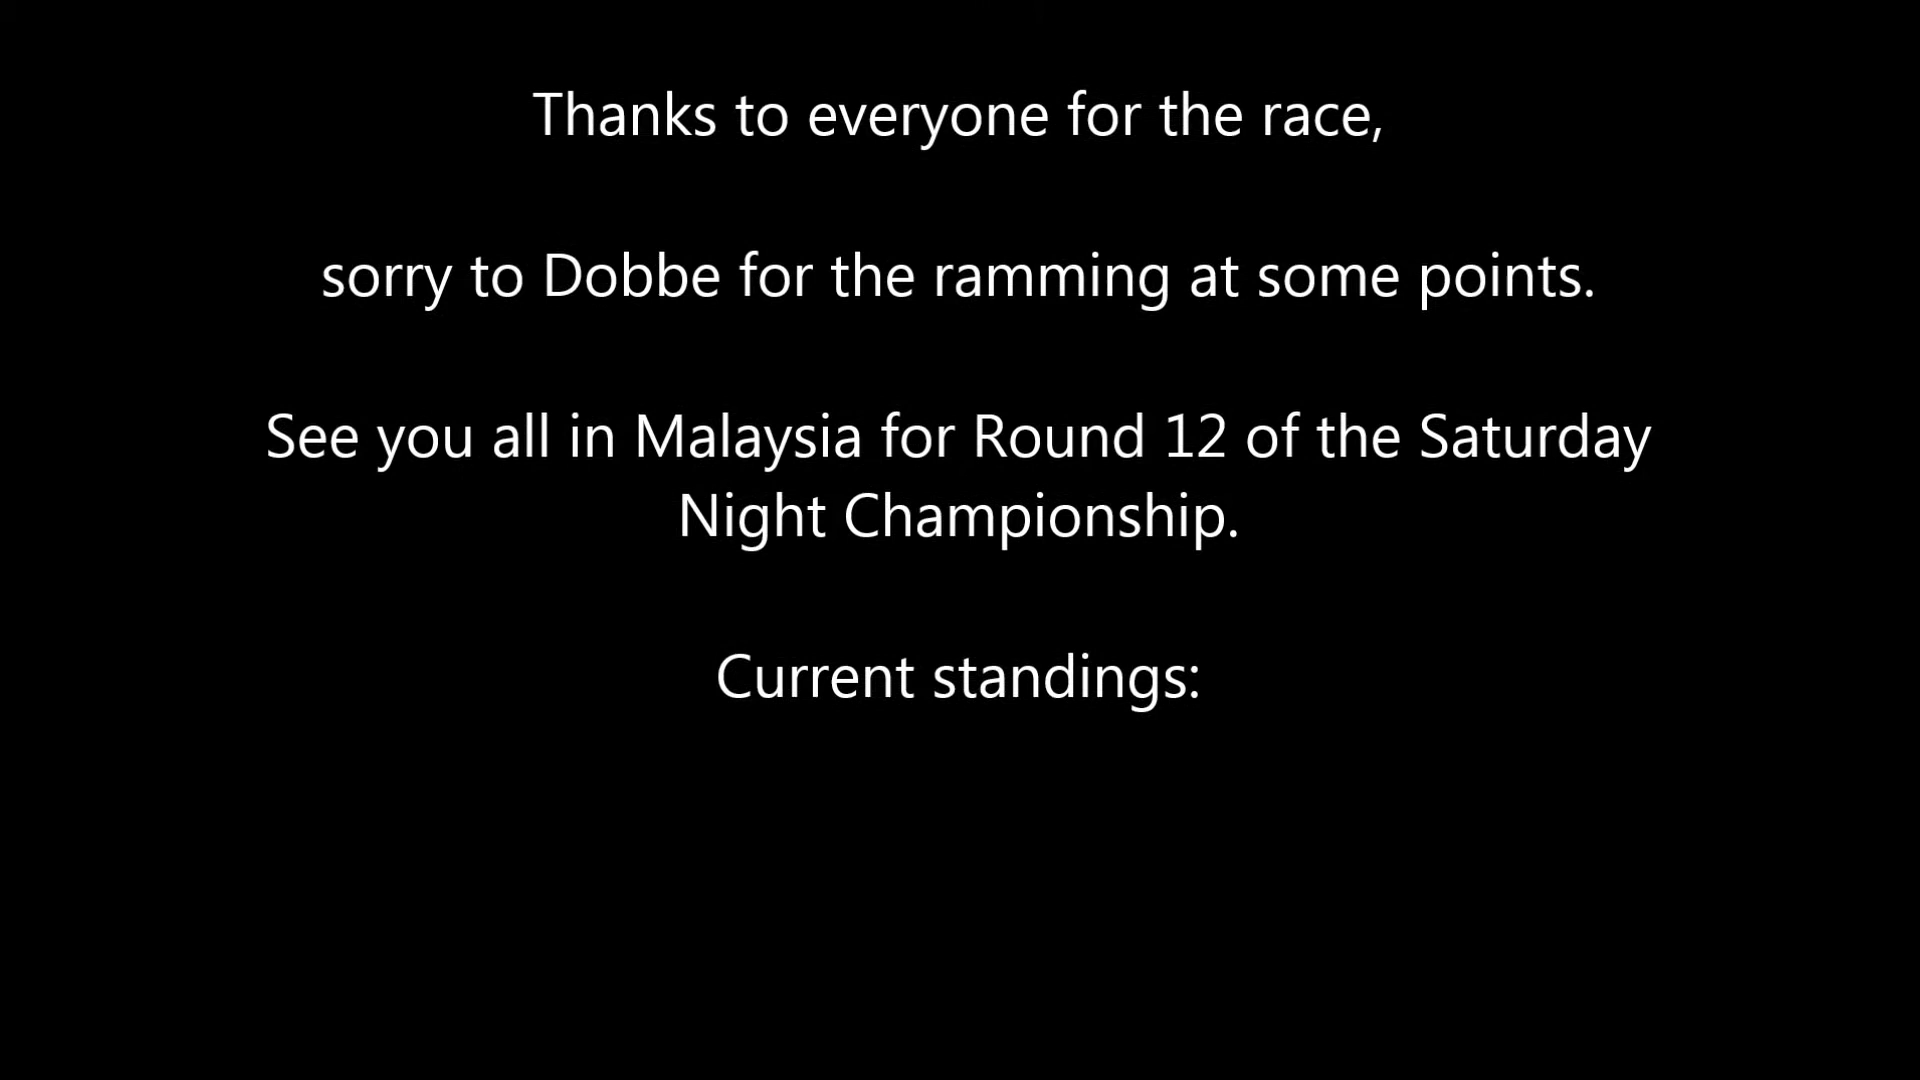 Thanks to everyone for the race,
sorry to Dobbe for the ramming at some points.
See you all in Malaysia for Round 12 of the Saturday
Night Championship.
Current standings: